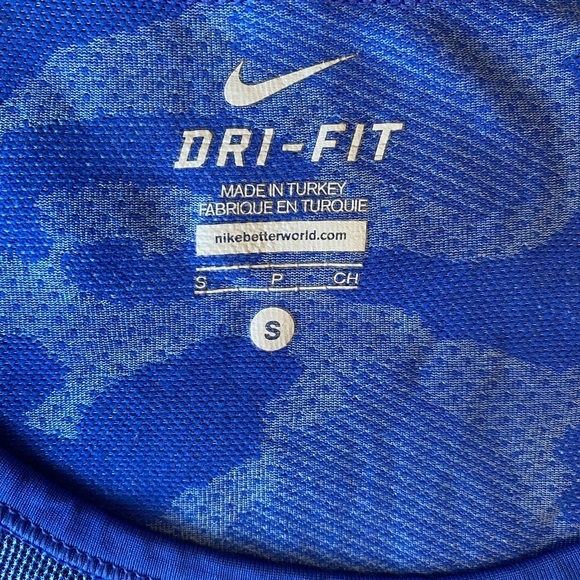 DRI-FIT
MADE IN TURKEY
FABRIQUE EN TURQUIE
nikebetterworld.com
S P CH
S